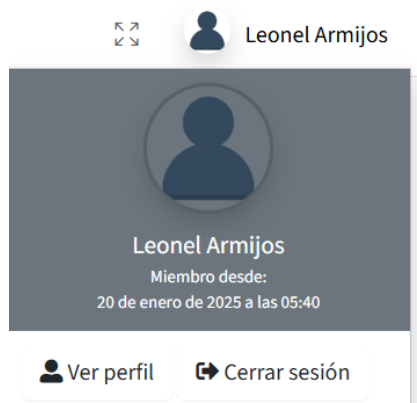 Leonel Armijos
Leonel Armijos
Miembro desde:
20 de enero de 2025 a las 05:40
Ver perfil
Cerrar sesión